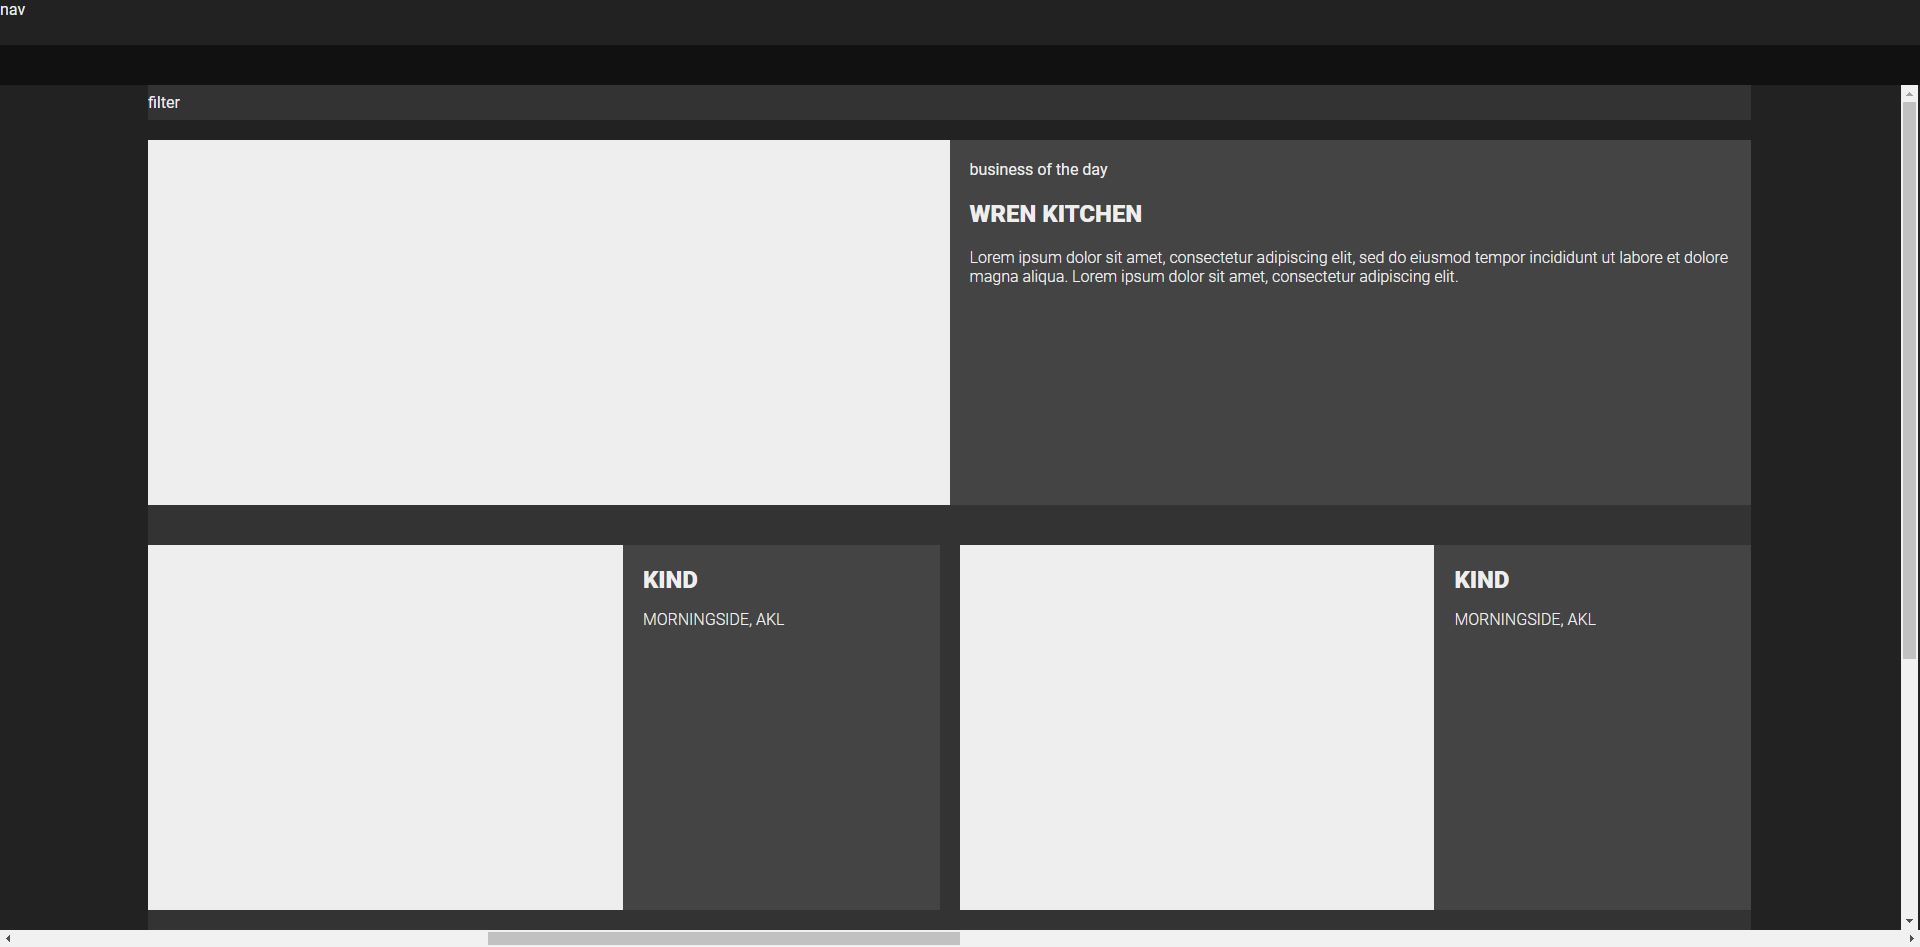 nav
filter
business of the day
WREN KITCHEN
Lorem ipsum dolor sit amet, consectetur adipiscing elit, sed do eiusmod tempor incididunt ut labore et dolore
magna aliqua. Lorem ipsum dolor sit amet, consectetur adipiscing elit.
KIND
MORNINGSIDE, AKL
KIND
MORNINGSIDE, AKL